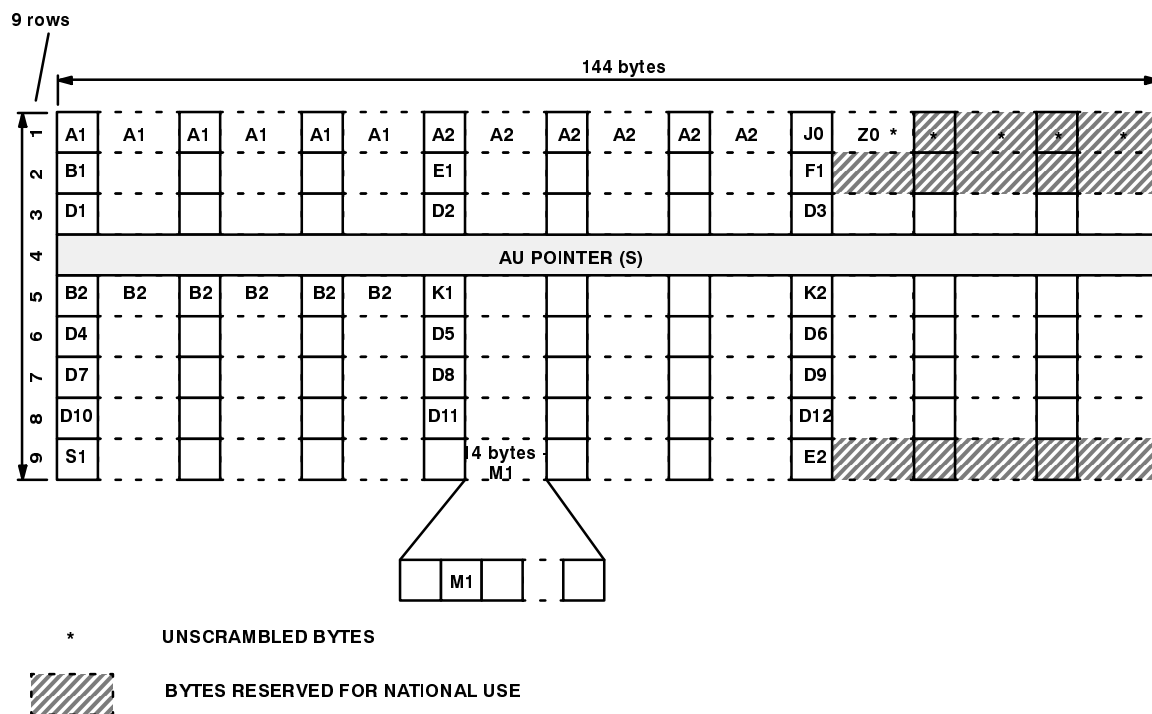 9 rows
144 bytes
1 A1 A1 A1 A1 A1 A1 A2 A2 A2 A2 A2 A2 J0 Z0 * * * * *
2 B1 E1 F1
3 D1 D2 D3
4 AU POINTER (S)
5 B2 B2 B2 B2 B2 B2 K1 K2
6 D4 D5 D6
7 D7 D8 D9
8 D10 D11 D12
9 S1 14 bytes - E2
M1
M1
* UNSCRAMBLED BYTES
BYTES RESERVED FOR NATIONAL USE